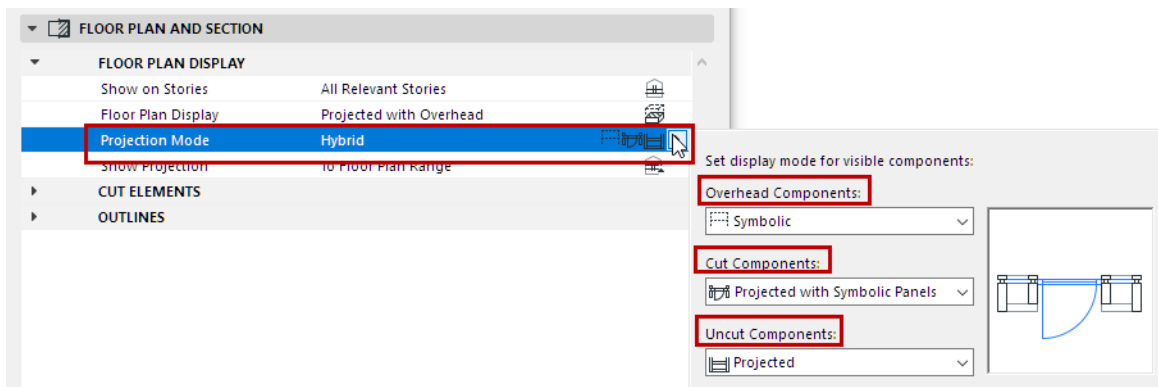 FLOOR PLAN AND SECTION
FLOOR PLAN DISPLAY
Show on Stories All Relevant Stories
Floor Plan Display Projected with Overhead
Projection Mode Hybrid
Show Projection To Floor Plan Range
CUT ELEMENTS
OUTLINES
Set display mode for visible components:
Overhead Components:
Symbolic
Cut Components:
Projected with Symbolic Panels
Uncut Components:
Projected